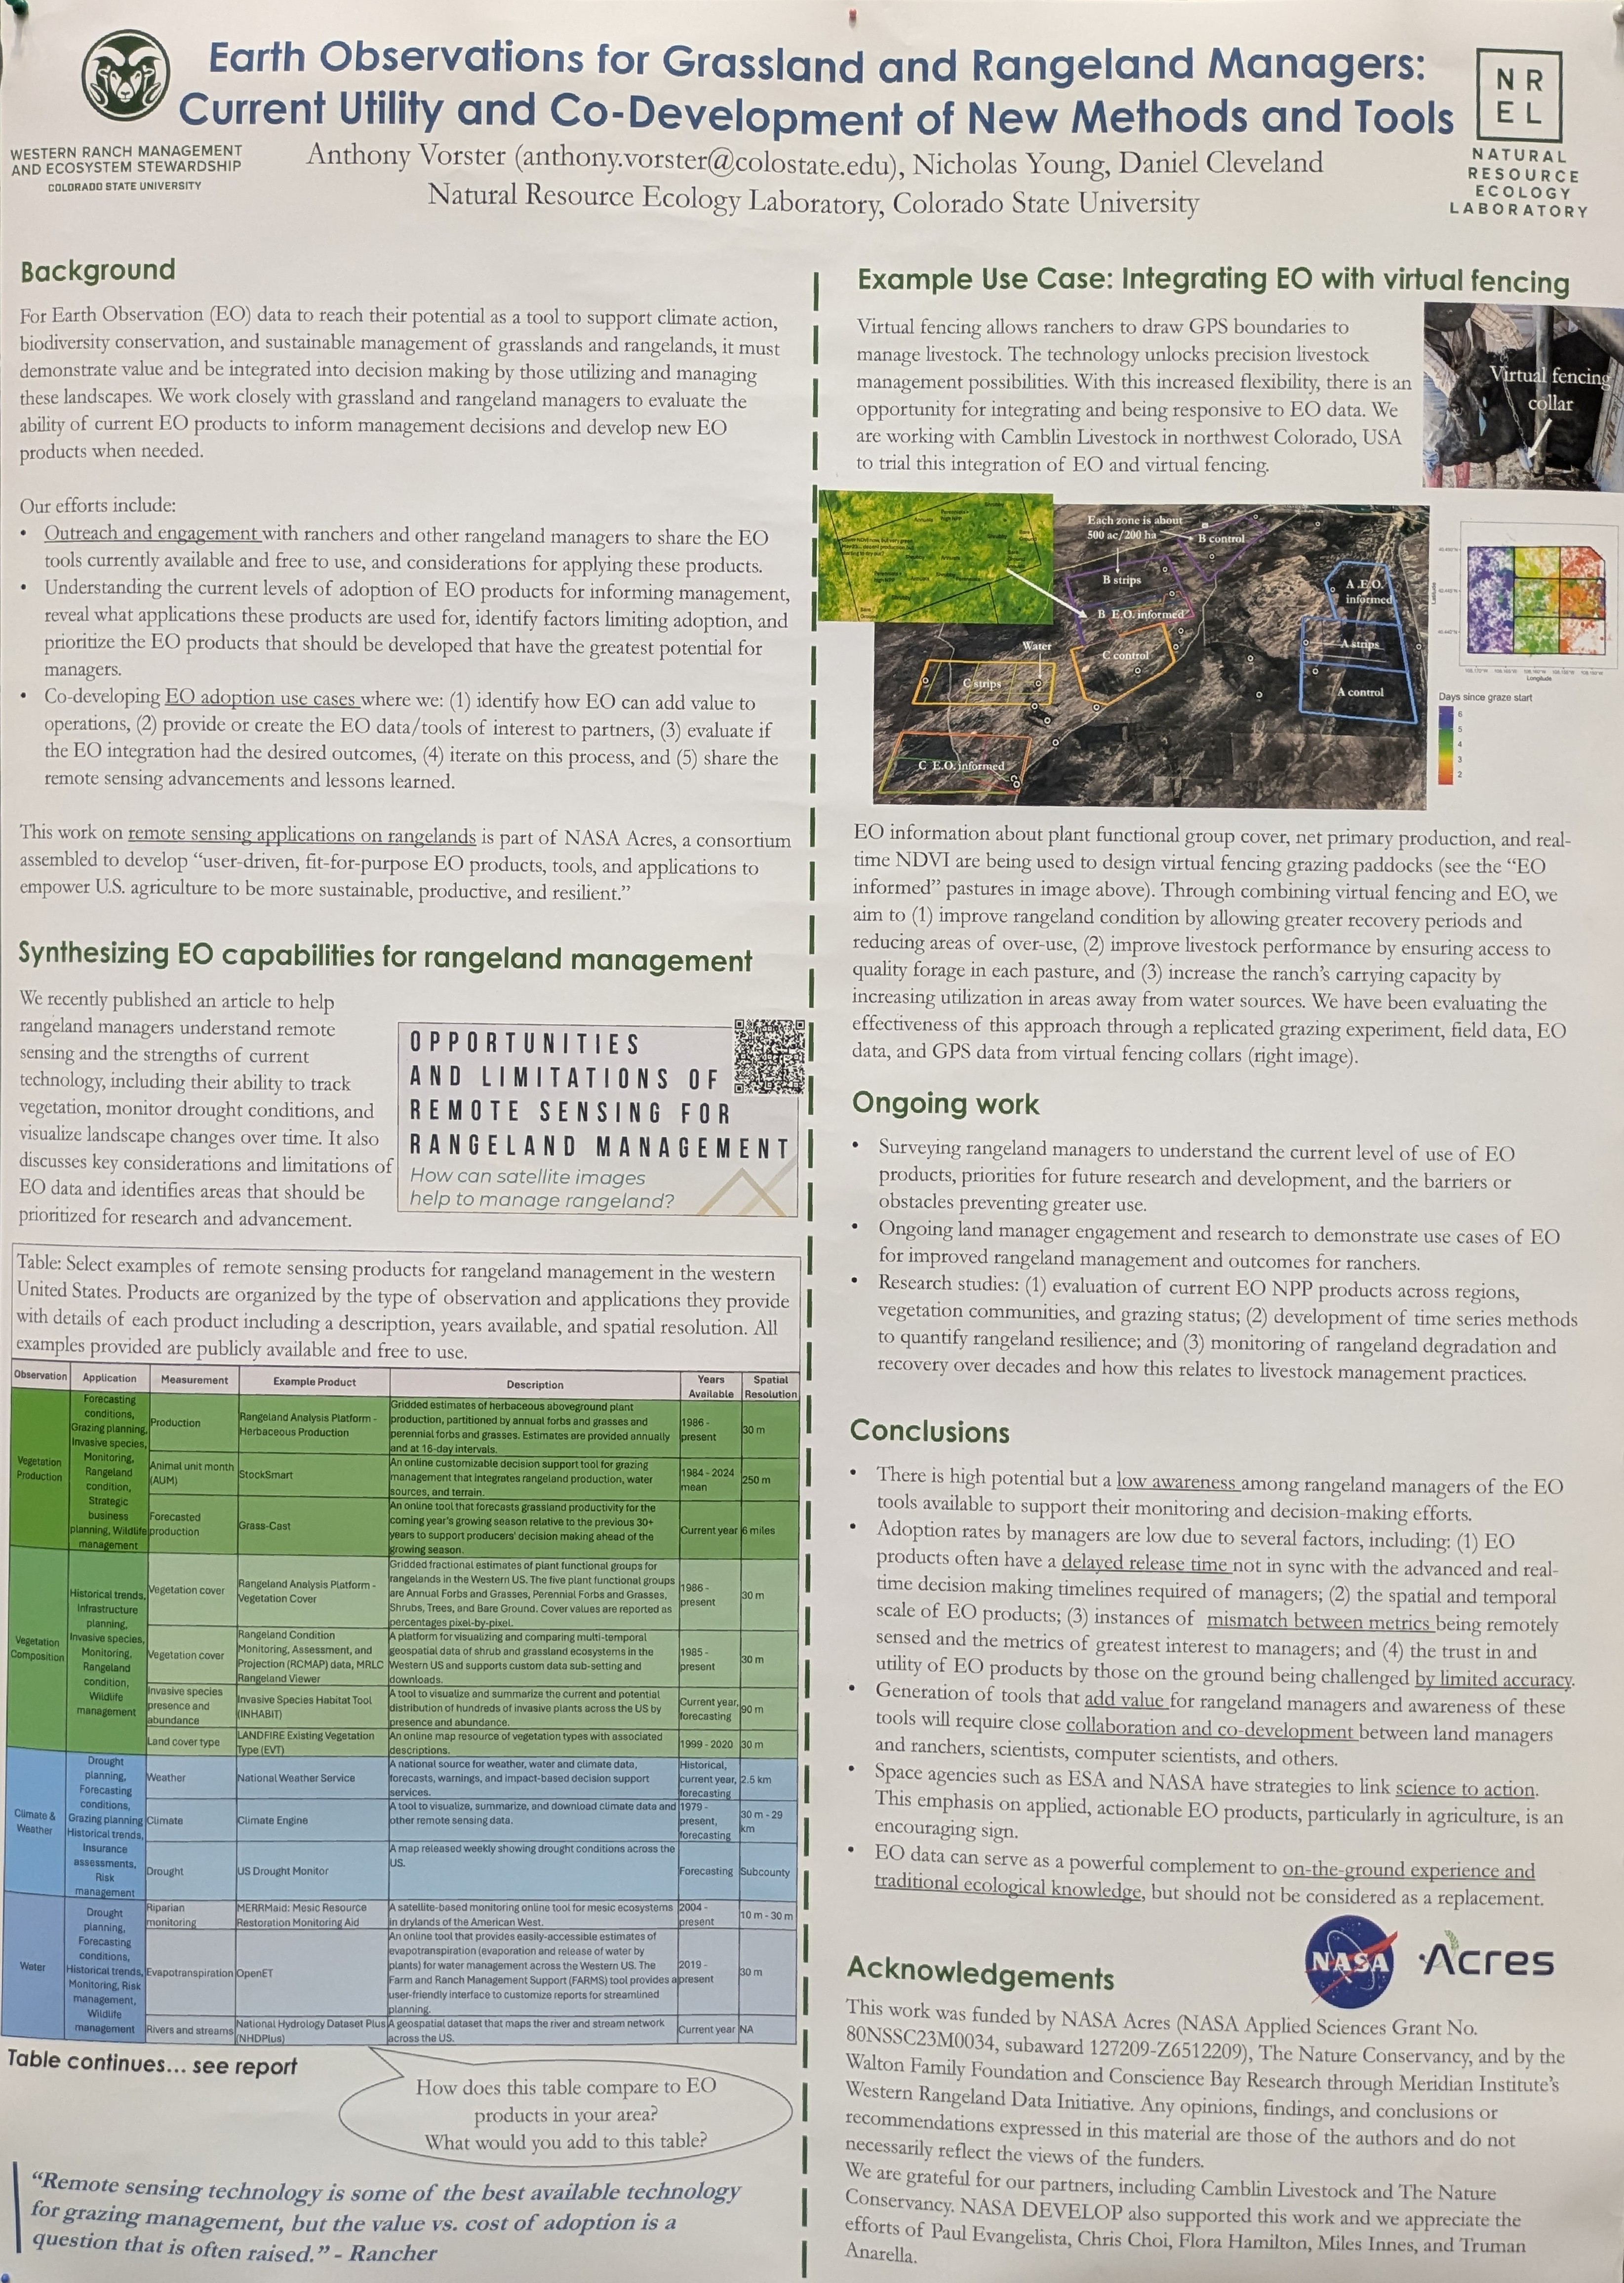 Earth Observations for Grassland and Rangeland Managers:
Current Utility and Co-Development of New Methods and Tools
WESTERN RANCH MANAGEMENT
AND ECOSYSTEM STEWARDSHIP
COLORADO STATE UNIVERSITY
Anthony Vorster (anthony.vorster@colostate.edu), Nicholas Young, Daniel Cleveland
Natural Resource Ecology Laboratory, Colorado State University
N R
E L
NATURAL
RESOURCE
ECOLOGY
LABORATORY
Background
For Earth Observation (EO) data to reach their potential as a tool to support climate action,
biodiversity conservation, and sustainable management of grasslands and rangelands, it must
demonstrate value and be integrated into decision making by those utilizing and managing
these landscapes. We work closely with grassland and rangeland managers to evaluate the
ability of current EO products to inform management decisions and develop new EO
products when needed.
Our efforts include:
• Outreach and engagement with ranchers and other rangeland managers to share the EO
tools currently available and free to use, and considerations for applying these products.
• Understanding the current levels of adoption of EO products for informing management,
reveal what applications these products are used for, identify factors limiting adoption, and
prioritize the EO products that should be developed that have the greatest potential for
managers.
• Co-developing EO adoption use cases where we: (1) identify how EO can add value to
operations, (2) provide or create the EO data/tools of interest to partners, (3) evaluate if
the EO integration had the desired outcomes, (4) iterate on this process, and (5) share the
remote sensing advancements and lessons learned.
This work on remote sensing applications on rangelands is part of NASA Acres, a consortium
assembled to develop “user-driven, fit-for-purpose EO products, tools, and applications to
empower U.S. agriculture to be more sustainable, productive, and resilient.”
Synthesizing EO capabilities for rangeland management
We recently published an article to help
rangeland managers understand remote
sensing and the strengths of current
technology, including their ability to track
vegetation, monitor drought conditions, and
visualize landscape changes over time. It also
discusses key considerations and limitations of
EO data and identifies areas that should be
prioritized for research and advancement.
OPPORTUNITIES
AND LIMITATIONS OF
REMOTE SENSING FOR
RANGELAND MANAGEMENT
How can satellite images
help to manage rangeland?
Table: Select examples of remote sensing products for rangeland management in the western
United States. Products are organized by the type of observation and applications they provide
with details of each product including a description, years available, and spatial resolution. All
examples provided are publicly available and free to use.
Observation Application Measurement Example Product Description Years Available Spatial Resolution
Vegetation Production
Forecasting conditions, Grazing planning, Invasive species, Monitoring, Rangeland condition, Strategic business planning, Wildlife management
Production Rangeland Analysis Platform - Herbaceous Production
Gridded estimates of herbaceous aboveground plant
production, partitioned by annual forbs and grasses and
perennial forbs and grasses. Estimates are provided annually
and at 16-day intervals.
1986 - present 30 m
Animal unit month (AUM) StockSmart
An online customizable decision support tool for grazing
management that integrates rangeland production, water
sources, and terrain.
1984 - 2024 mean 250 m
Forecasted production Grass-Cast
An online tool that forecasts grassland productivity for the
coming year's growing season relative to the previous 30+
years to support producers' decision making ahead of the
growing season.
Current year 6 miles
Vegetation Composition
Historical trends, Infrastructure planning, Invasive species, Monitoring, Rangeland condition, Wildlife management
Vegetation cover Rangeland Analysis Platform - Vegetation Cover
Gridded fractional estimates of plant functional groups for
rangelands in the Western US. The five plant functional groups
are Annual Forbs and Grasses, Perennial Forbs and Grasses,
Shrubs, Trees, and Bare Ground. Cover values are reported as
percentages pixel-by-pixel.
1986 - present 30 m
Vegetation cover Rangeland Condition Monitoring, Assessment, and Projection (RCMAP) data, MRLC Rangeland Viewer
A platform for visualizing and comparing multi-temporal
geospatial data of shrub and grassland ecosystems in the
Western US and supports custom data sub-setting and
downloads.
1985 - present 30 m
Invasive species presence and abundance Invasive Species Habitat Tool (INHABIT)
A tool to visualize and summarize the current and potential
distribution of hundreds of invasive plants across the US by
presence and abundance.
Current year, forecasting 90 m
Land cover type LANDFIRE Existing Vegetation Type (EVT)
An online map resource of vegetation types with associated
descriptions.
1999 - 2020 30 m
Climate & Weather
Drought planning, Forecasting conditions, Grazing planning Historical trends, Insurance assessments, Risk management
Weather National Weather Service
A national source for weather, water and climate data,
forecasts, warnings, and impact-based decision support
services.
Historical, current year, forecasting 2.5 km
Climate Climate Engine
A tool to visualize, summarize, and download climate data and
other remote sensing data.
1979 - present, forecasting 30 m - 29 km
Drought US Drought Monitor
A map released weekly showing drought conditions across the
US.
Forecasting Subcounty
Water
Drought planning, Forecasting conditions, Historical trends, Monitoring, Risk management, Wildlife management
Riparian monitoring MERRMaid: Mesic Resource Restoration Monitoring Aid
A satellite-based monitoring online tool for mesic ecosystems
in drylands of the American West.
2004 - present 10 m - 30 m
Evapotranspiration OpenET
An online tool that provides easily-accessible estimates of
evapotranspiration (evaporation and release of water by
plants) for water management across the Western US. The
Farm and Ranch Management Support (FARMS) tool provides a
user-friendly interface to customize reports for streamlined
planning.
2019 - present 30 m
Rivers and streams National Hydrology Dataset Plus (NHDPlus)
A geospatial dataset that maps the river and stream network
across the US.
Current year NA
Table continues... see report
How does this table compare to EO
products in your area?
What would you add to this table?
“Remote sensing technology is some of the best available technology
for grazing management, but the value vs. cost of adoption is a
question that is often raised.” - Rancher
Example Use Case: Integrating EO with virtual fencing
Virtual fencing allows ranchers to draw GPS boundaries to
manage livestock. The technology unlocks precision livestock
management possibilities. With this increased flexibility, there is an
opportunity for integrating and being responsive to EO data. We
are working with Camblin Livestock in northwest Colorado, USA
to trial this integration of EO and virtual fencing.
Virtual fencing
collar
Each zone is about
500 ac/200 ha
B control
B strips
B E.O. informed
A E.O.
informed
A strips
A control
Water
C control
C strips
C E.O. informed
Longitude
Days since graze start
6
5
4
3
2
EO information about plant functional group cover, net primary production, and real-
time NDVI are being used to design virtual fencing grazing paddocks (see the “EO
informed” pastures in image above). Through combining virtual fencing and EO, we
aim to (1) improve rangeland condition by allowing greater recovery periods and
reducing areas of over-use, (2) improve livestock performance by ensuring access to
quality forage in each pasture, and (3) increase the ranch’s carrying capacity by
increasing utilization in areas away from water sources. We have been evaluating the
effectiveness of this approach through a replicated grazing experiment, field data, EO
data, and GPS data from virtual fencing collars (right image).
Ongoing work
• Surveying rangeland managers to understand the current level of use of EO
products, priorities for future research and development, and the barriers or
obstacles preventing greater use.
• Ongoing land manager engagement and research to demonstrate use cases of EO
for improved rangeland management and outcomes for ranchers.
• Research studies: (1) evaluation of current EO NPP products across regions,
vegetation communities, and grazing status; (2) development of time series methods
to quantify rangeland resilience; and (3) monitoring of rangeland degradation and
recovery over decades and how this relates to livestock management practices.
Conclusions
• There is high potential but a low awareness among rangeland managers of the EO
tools available to support their monitoring and decision-making efforts.
• Adoption rates by managers are low due to several factors, including: (1) EO
products often have a delayed release time not in sync with the advanced and real-
time decision making timelines required of managers; (2) the spatial and temporal
scale of EO products; (3) instances of mismatch between metrics being remotely
sensed and the metrics of greatest interest to managers; and (4) the trust in and
utility of EO products by those on the ground being challenged by limited accuracy.
• Generation of tools that add value for rangeland managers and awareness of these
tools will require close collaboration and co-development between land managers
and ranchers, scientists, computer scientists, and others.
• Space agencies such as ESA and NASA have strategies to link science to action.
This emphasis on applied, actionable EO products, particularly in agriculture, is an
encouraging sign.
• EO data can serve as a powerful complement to on-the-ground experience and
traditional ecological knowledge, but should not be considered as a replacement.
NASA
Acres
Acknowledgements
This work was funded by NASA Acres (NASA Applied Sciences Grant No.
80NSSC23M0034, subaward 127209-Z6512209), The Nature Conservancy, and by the
Walton Family Foundation and Conscience Bay Research through Meridian Institute’s
Western Rangeland Data Initiative. Any opinions, findings, and conclusions or
recommendations expressed in this material are those of the authors and do not
necessarily reflect the views of the funders.
We are grateful for our partners, including Camblin Livestock and The Nature
Conservancy. NASA DEVELOP also supported this work and we appreciate the
efforts of Paul Evangelista, Chris Choi, Flora Hamilton, Miles Innes, and Truman
Anarella.